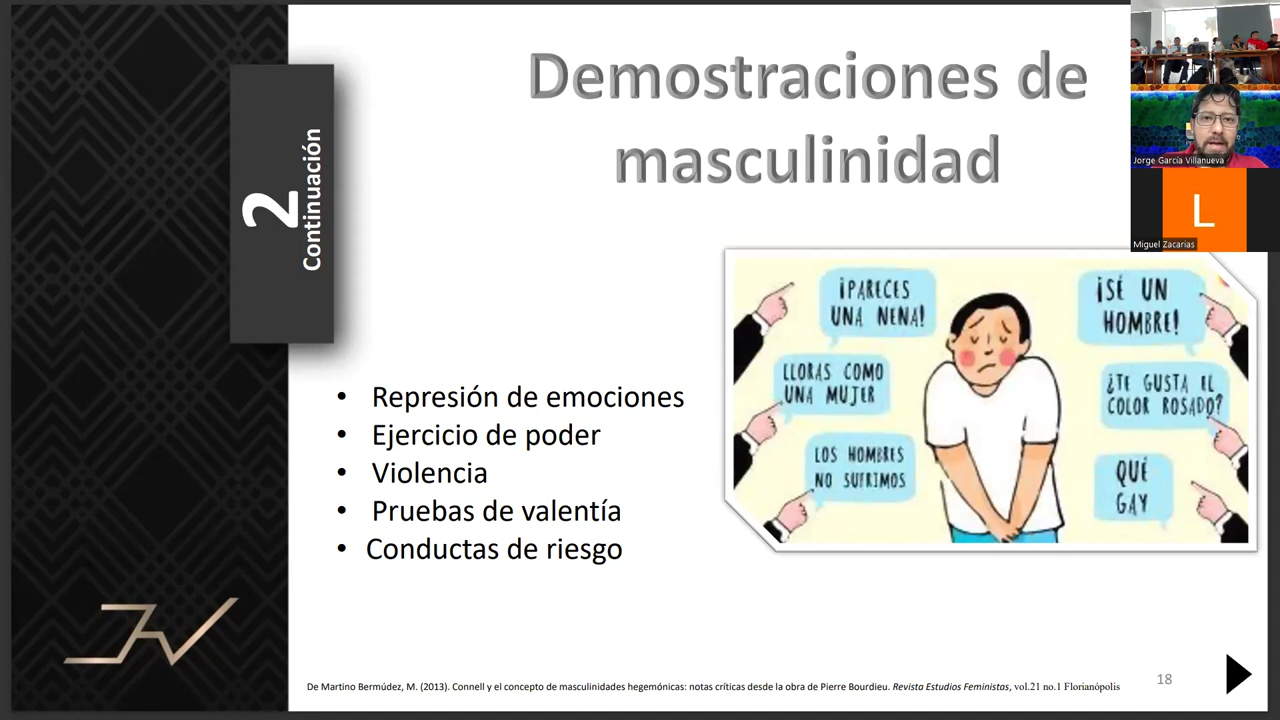 Demostraciones de
masculinidad
2
Continuación
Jorge García Villanueva
L
Miguel Zacarias
¡PARECES
UNA NENA!
LLORAS COMO
UNA MUJER
LOS HOMBRES
NO SUFRIMOS
¡SÉ UN
HOMBRE!
¿TE GUSTA EL
COLOR ROSADO?
QUÉ
GAY
• Represión de emociones
• Ejercicio de poder
• Violencia
• Pruebas de valentía
• Conductas de riesgo
JV
De Martino Bermúdez, M. (2013). Connell y el concepto de masculinidades hegemónicas: notas críticas desde la obra de Pierre Bourdieu. Revista Estudios Feministas, vol.21 no.1 Florianópolis
18